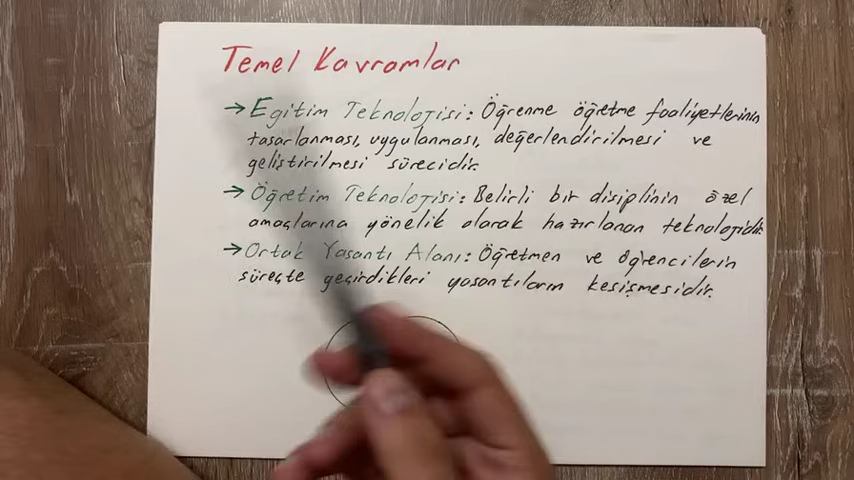 Temel Kavramlar
→ Eğitim Teknolojisi: Öğrenme öğretme faaliyetlerinin
tasarlanması, uygulanması, değerlendirilmesi ve
geliştirilmesi sürecidir.
→ Öğretim Teknolojisi: Belirli bir disiplinin özel
amaçlarına yönelik olarak hazırlanan teknolojidir.
→ Ortak Yaşantı Alanı: Öğretmen ve öğrencilerin
süreçte geçirdikleri yaşantıların kesişmesidir.